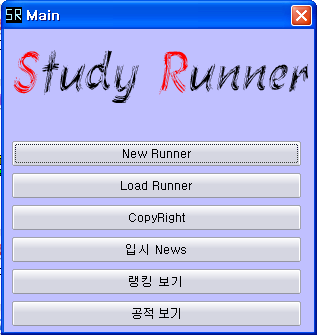 SR Main
Study Runner
New Runner
Load Runner
CopyRight
입시 News
랭킹 보기
공적 보기